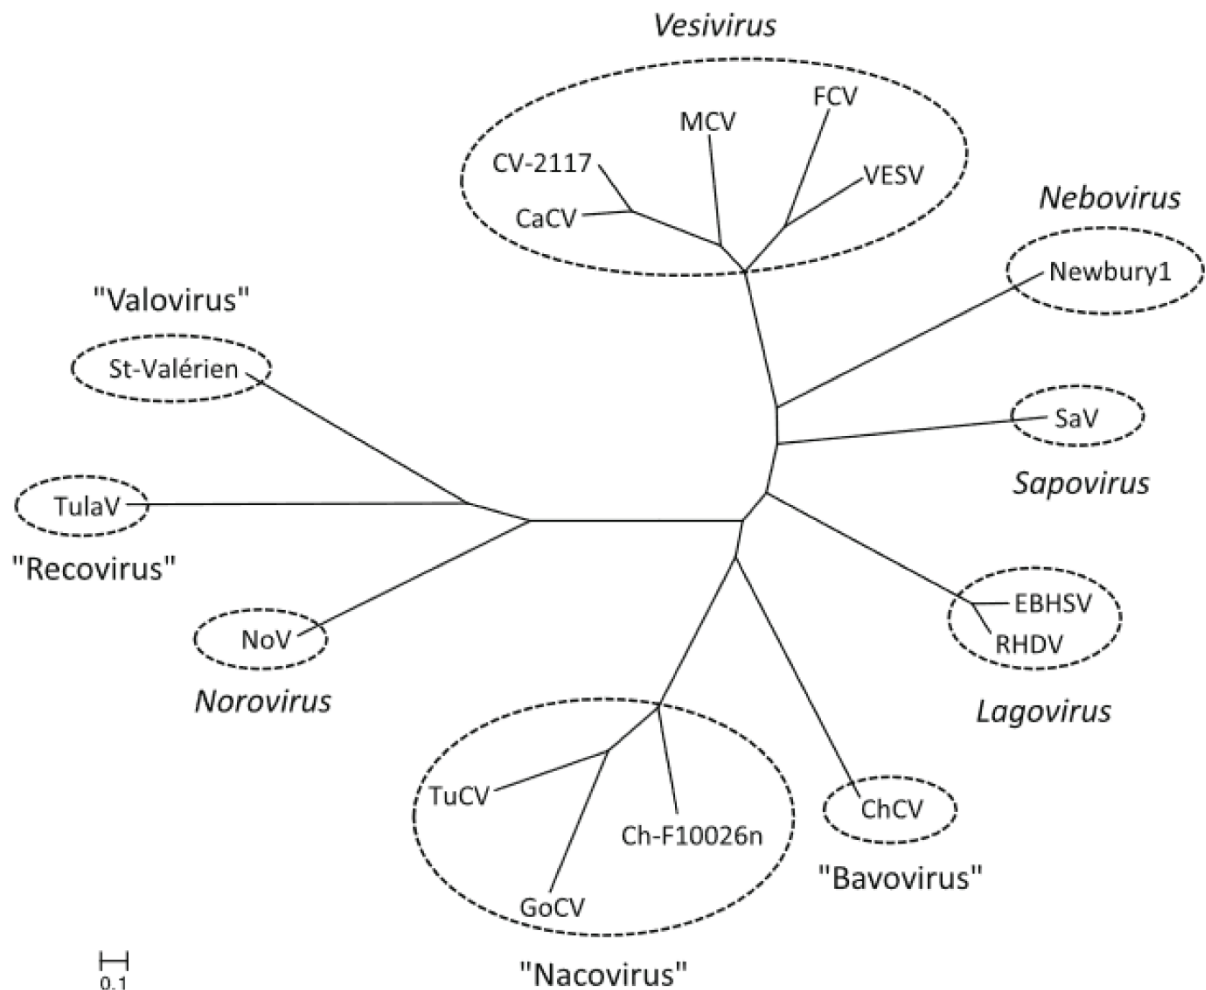 Vesivirus
FCV
MCV
CV-2117
VESV
CaCV
Nebovirus
Newbury1
"Valovirus"
St-Valérien
SaV
Sapovirus
TulaV
"Recovirus"
EBHSV
RHDV
NoV
Norovirus
Lagovirus
TuCV
Ch-F10026n
GoCV
ChCV
"Bavovirus"
"Nacovirus"
0.1